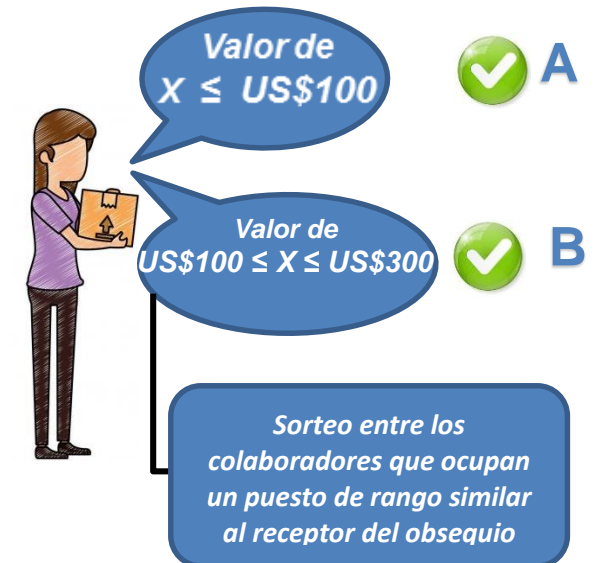 Valor de
X ≤ US$100
A
Valor de
US$100 ≤ X ≤ US$300
B
Sorteo entre los
colaboradores que ocupan
un puesto de rango similar
al receptor del obsequio